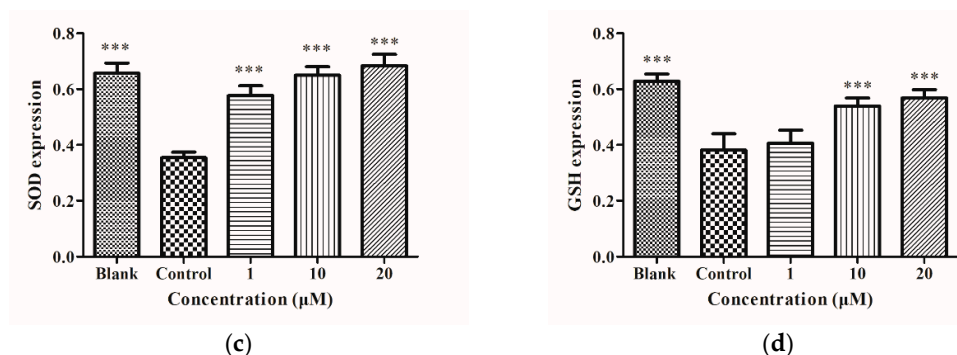 SOD expression
0.8
0.6
0.4
0.2
0.0
***
***
***
***
Blank
Control
1
10
20
Concentration (μM)
(c)
GSH expression
0.8
0.6
0.4
0.2
0.0
***
***
***
Blank
Control
1
10
20
Concentration (μM)
(d)